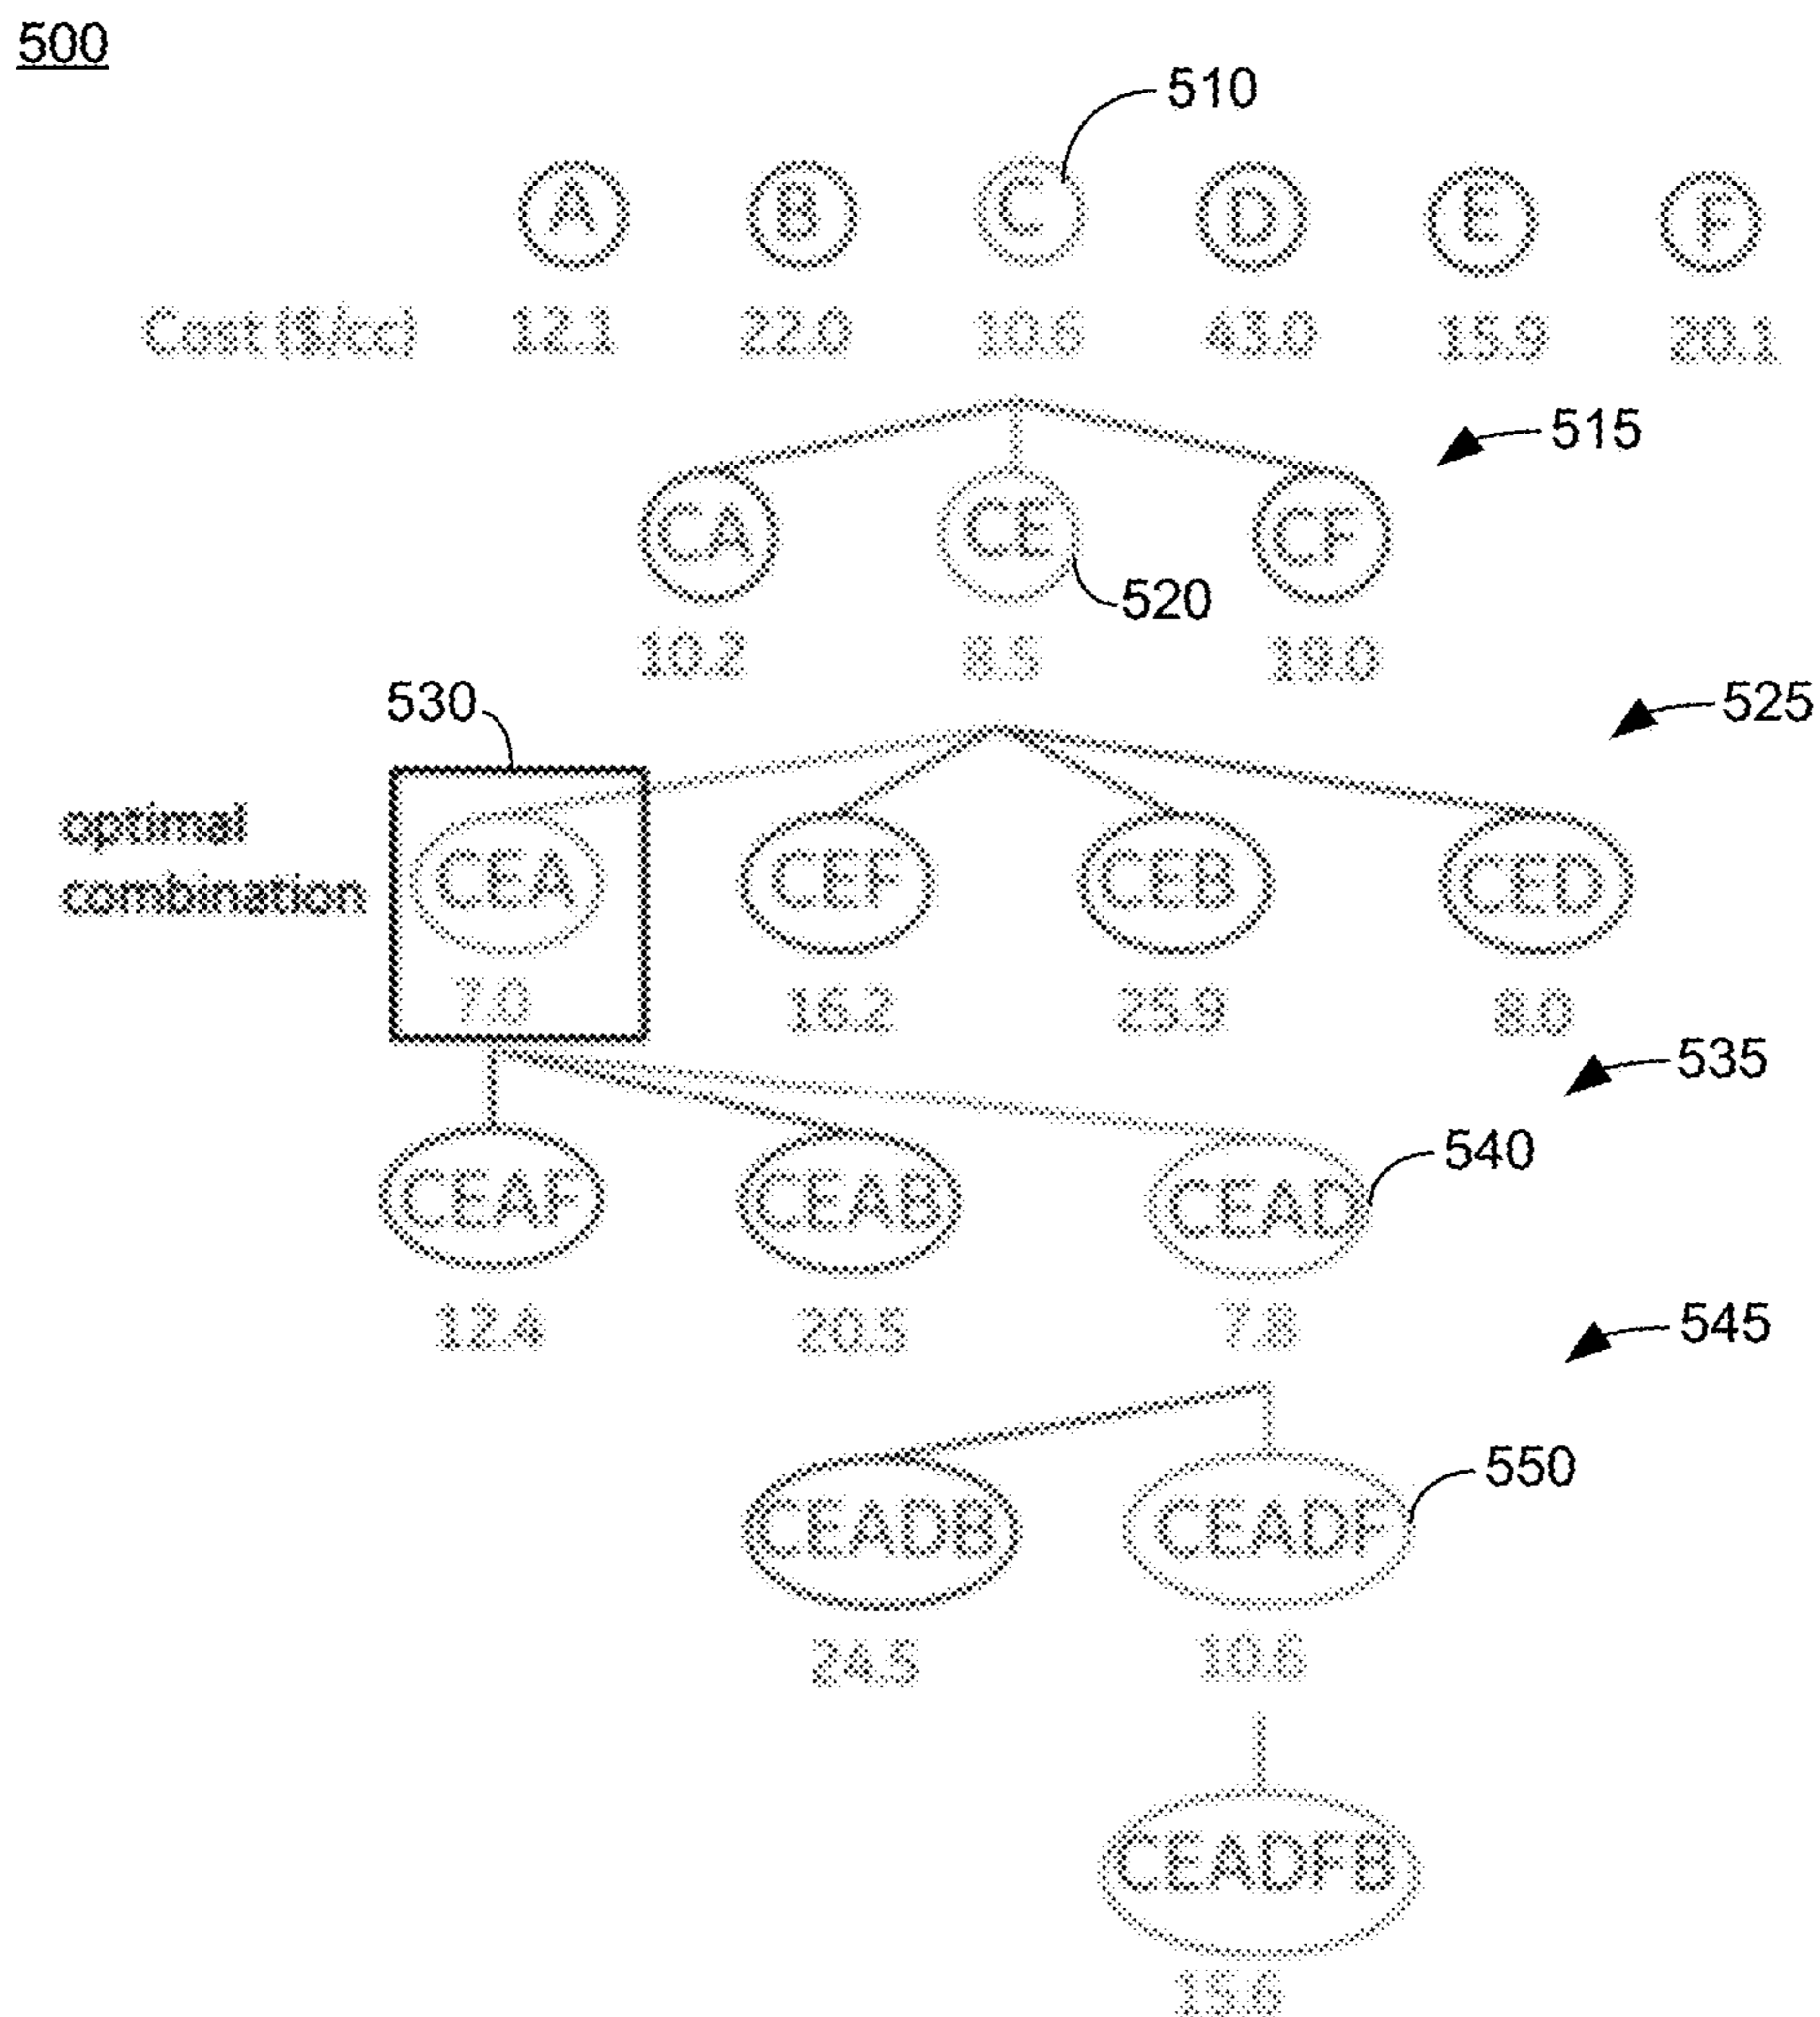 500
510
A B C D E F
Cost ($/cc) 12.1 22.0 10.6 43.0 15.9 20.1
515
CA CE CF
520
10.2 8.5 19.0
530
525
optimal
combination
CEA CEF CEB CED
7.0 16.2 25.9 8.0
535
540
CEAF CEAB CEAD
12.4 20.5 7.8
545
550
CEADB CEADF
24.5 10.6
CEADFB
15.6